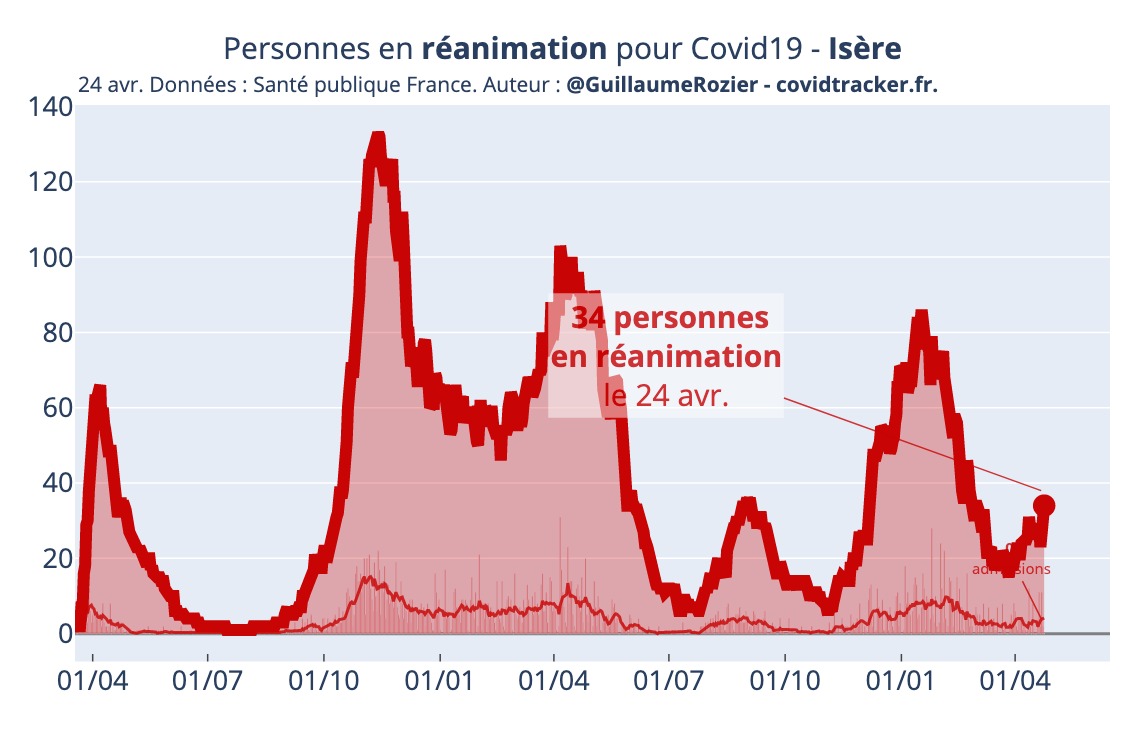 Personnes en réanimation pour Covid19 - Isère
24 avr. Données : Santé publique France. Auteur : @GuillaumeRozier - covidtracker.fr.
140
120
100
80
60
40
20
0
34 personnes
en réanimation
le 24 avr.
admissions
01/04 01/07 01/10 01/01 01/04 01/07 01/10 01/01 01/04